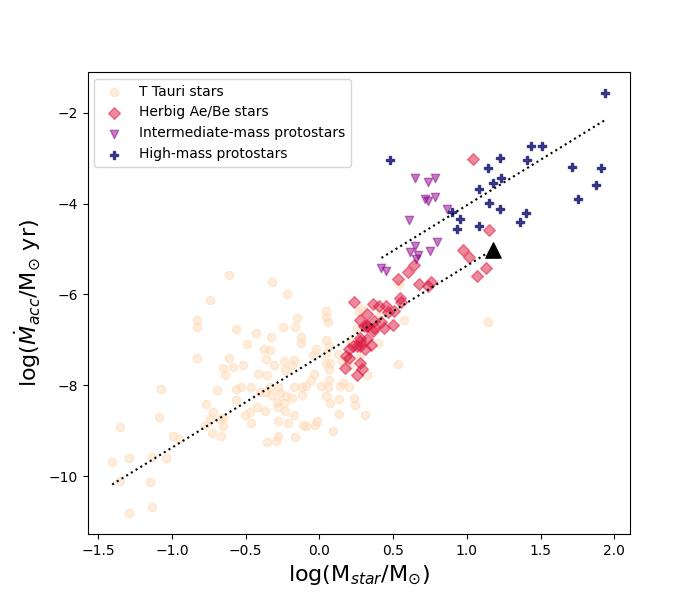 T Tauri stars
Herbig Ae/Be stars
Intermediate-mass protostars
High-mass protostars
−2
−4
−6
−8
−10
log(Ṁ_acc/M⊙ yr)
−1.5 −1.0 −0.5 0.0 0.5 1.0 1.5 2.0
log(M_star/M⊙)